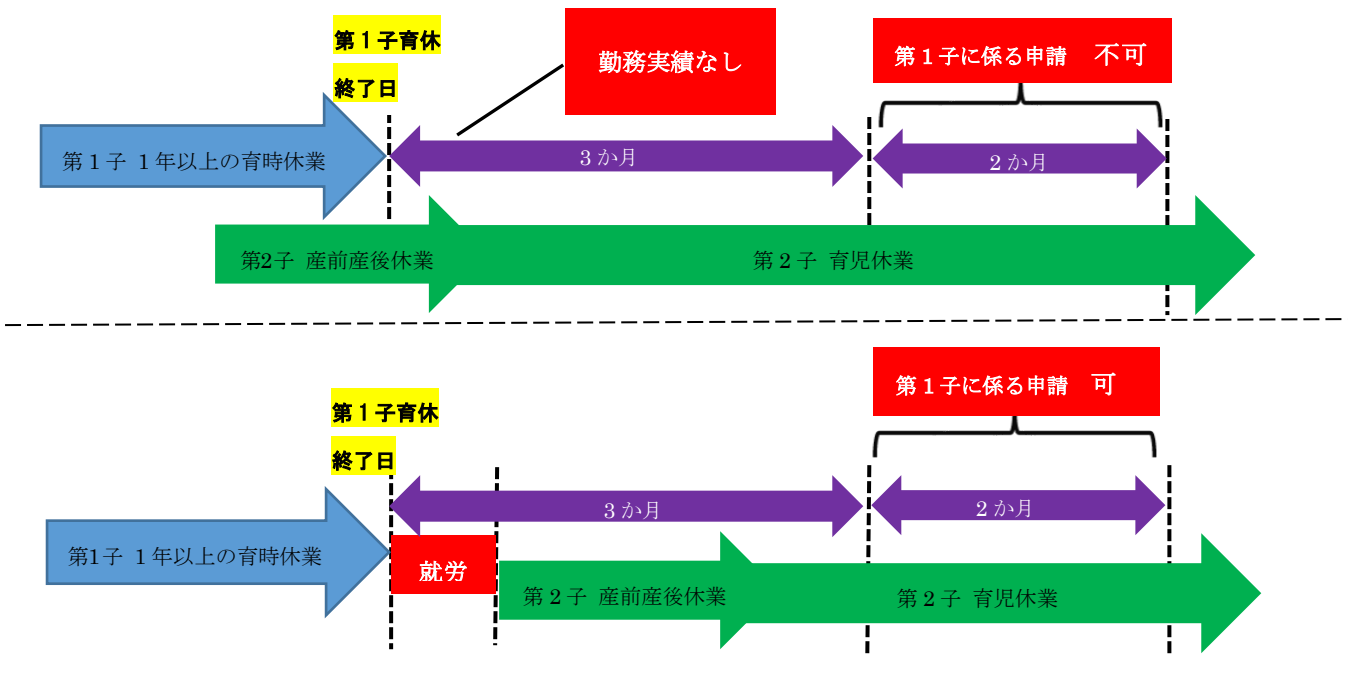 第１子育休
終了日
勤務実績なし
第１子に係る申請　不可
第１子 １年以上の育時休業
３か月
２か月
第2子 産前産後休業
第２子 育児休業
第１子に係る申請　可
第１子育休
終了日
３か月
２か月
第1子 １年以上の育時休業
就労
第２子 産前産後休業
第２子 育児休業